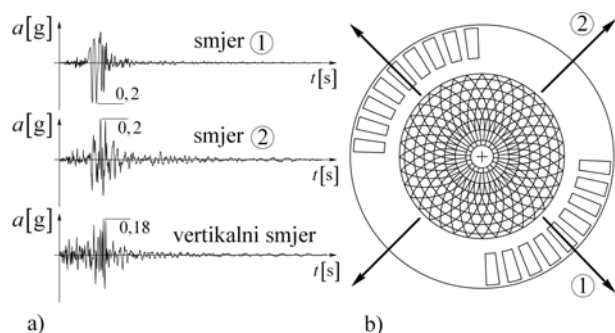 a[g]
smjer ①
0,2
t[s]
a[g]
0,2
smjer ②
t[s]
a[g]
0,18
vertikalni smjer
t[s]
a)
②
①
b)